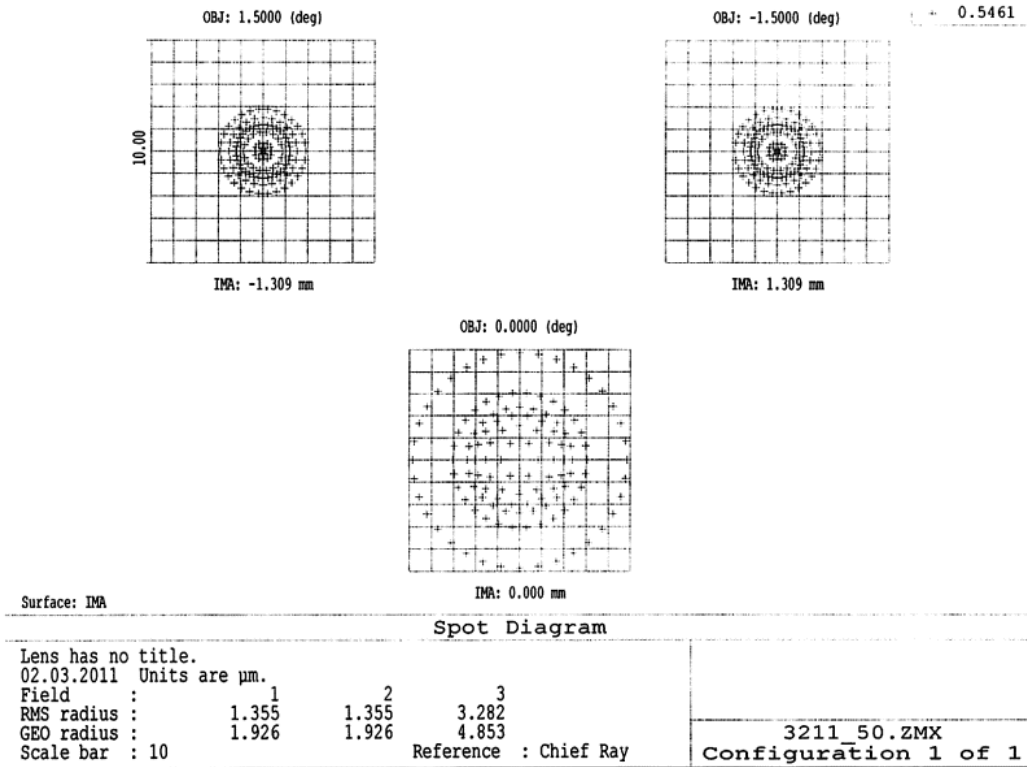 OBJ: 1.5000 (deg)
OBJ: -1.5000 (deg)
+ 0.5461
10.00
IMA: -1.309 mm
IMA: 1.309 mm
OBJ: 0.0000 (deg)
IMA: 0.000 mm
Surface: IMA
Spot Diagram
Lens has no title.
02.03.2011 Units are µm.
Field : 1 2 3
RMS radius : 1.355 1.355 3.282
GEO radius : 1.926 1.926 4.853
Scale bar : 10 Reference : Chief Ray
3211_50.ZMX
Configuration 1 of 1